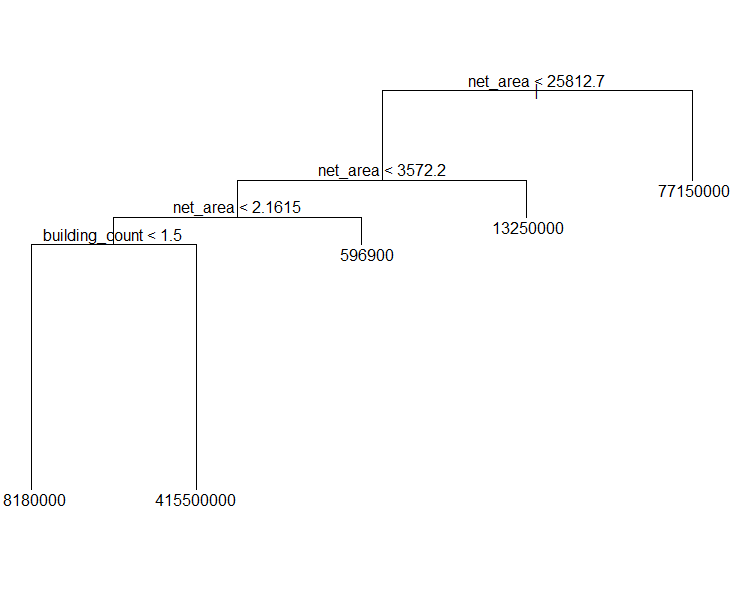 net_area < 25812.7
net_area < 3572.2
77150000
net_area < 2.1615
13250000
building_count < 1.5
596900
8180000
415500000